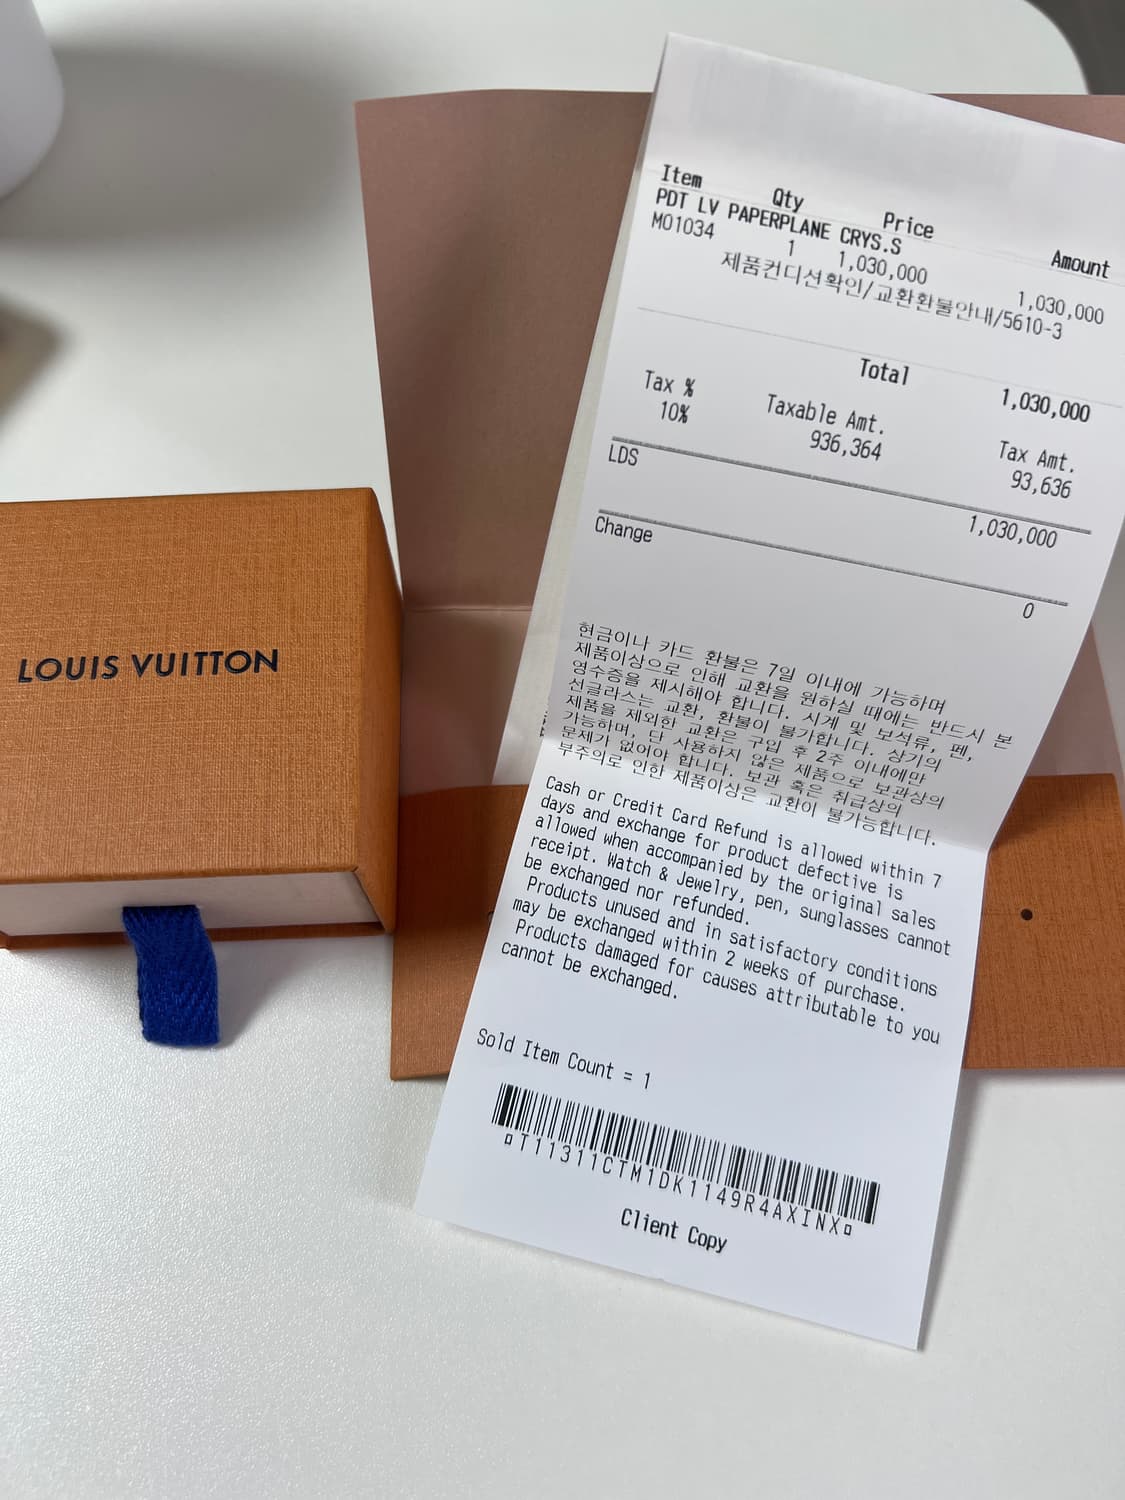 Item Qty Price Amount
PDT LV PAPERPLANE CRYS.S
M01034 1 1,030,000 1,030,000
제품컨디션확인/교환환불안내/5610-3
Total 1,030,000
Tax % Taxable Amt. Tax Amt.
10% 936,364 93,636
LDS 1,030,000
Change 0
현금이나 카드 환불은 7일 이내에 가능하며
제품이상으로 인해 교환을 원하실 때에는 반드시 본
영수증을 제시해야 합니다. 시계 및 보석류, 펜,
선글라스는 교환, 환불이 불가합니다. 상기의
제품을 제외한 교환은 구입 후 2주 이내에만
가능하며, 단 사용하지 않은 제품으로 보관상의
문제가 없어야 합니다. 보관 혹은 취급상의
부주의로 인한 제품이상은 교환이 불가능합니다.
Cash or Credit Card Refund is allowed within 7
days and exchange for product defective is
allowed when accompanied by the original sales
receipt. Watch & Jewelry, pen, sunglasses cannot
be exchanged nor refunded.
Products unused and in satisfactory conditions
may be exchanged within 2 weeks of purchase.
Products damaged for causes attributable to you
cannot be exchanged.
Sold Item Count = 1
¤T11311CTM1DK1149R4AXINX¤
Client Copy
LOUIS VUITTON